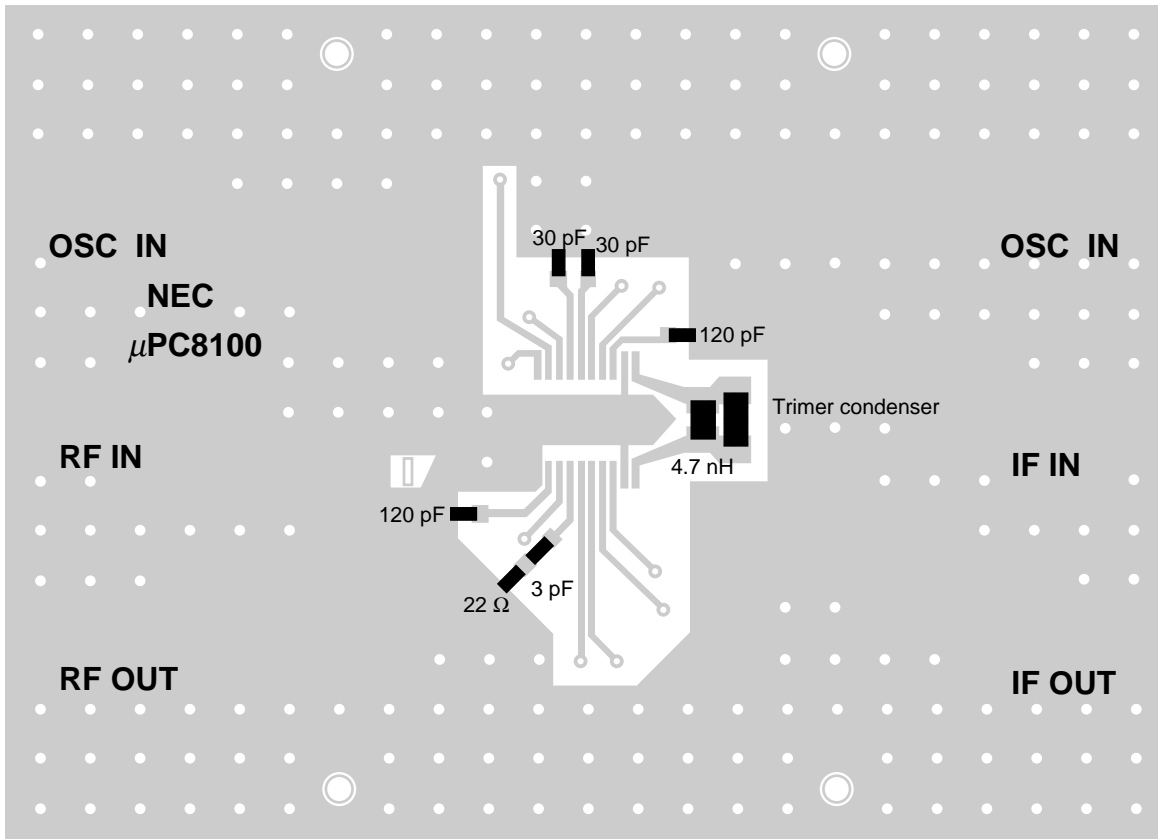 30 pF
30 pF
OSC  IN
OSC  IN
NEC
μPC8100
120 pF
Trimer condenser
RF IN
4.7 nH
IF IN
120 pF
3 pF
22 Ω
RF OUT
IF OUT